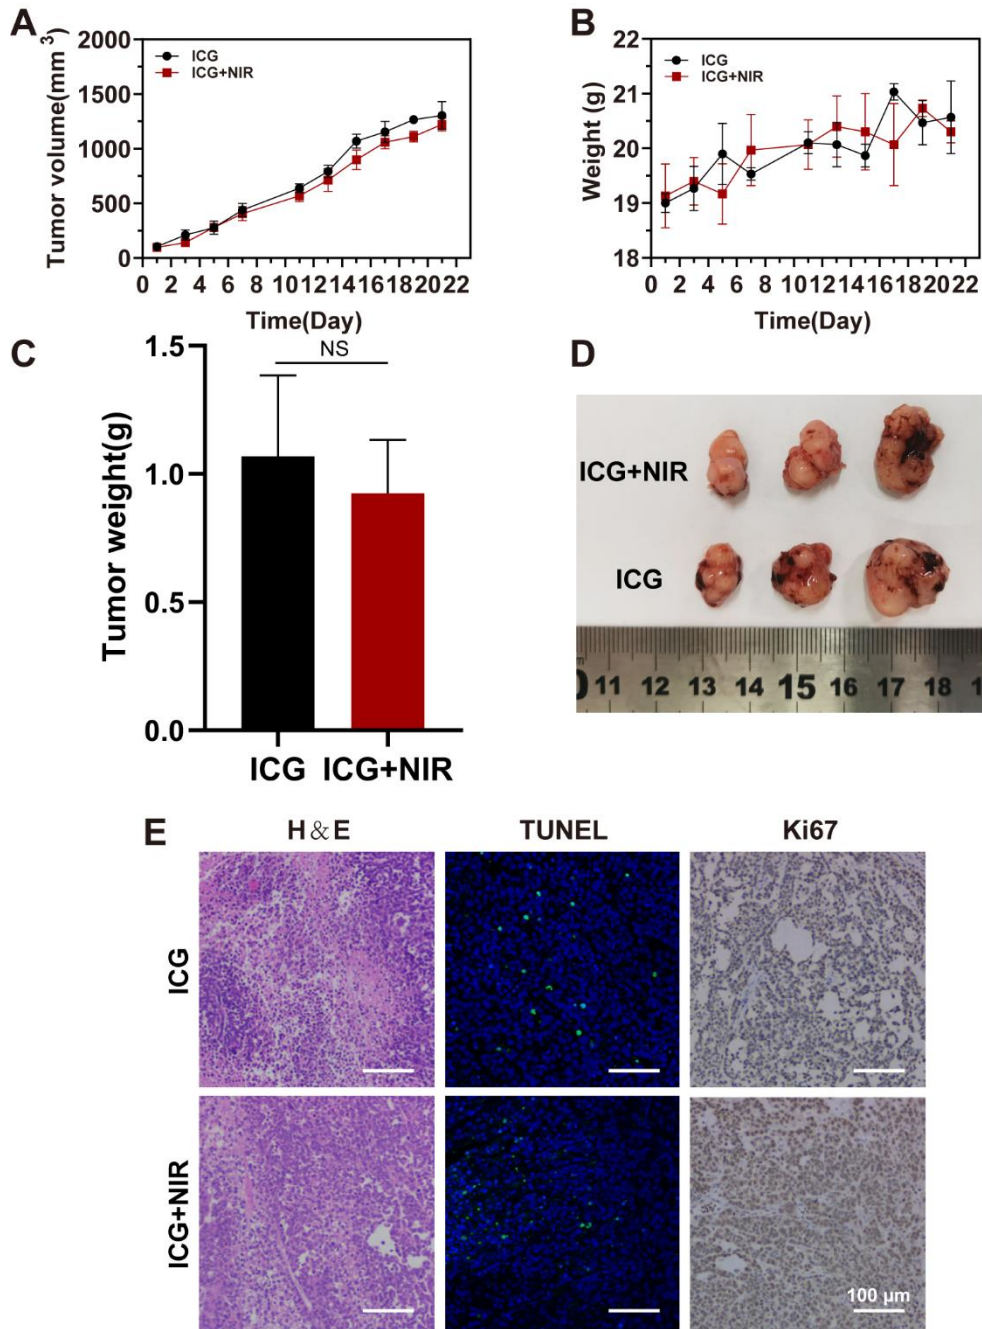 A
Tumor volume(mm³)
2000
1500
1000
500
0
ICG
ICG+NIR
0 2 4 6 8 10 12 14 16 18 20 22
Time(Day)
B
Weight (g)
22
21
20
19
18
ICG
ICG+NIR
0 2 4 6 8 10 12 14 16 18 20 22
Time(Day)
C
Tumor weight(g)
1.5
1.0
0.5
0.0
NS
ICG ICG+NIR
D
ICG+NIR
ICG
0 11 12 13 14 15 16 17 18
E
H&E TUNEL Ki67
ICG
ICG+NIR
100 µm